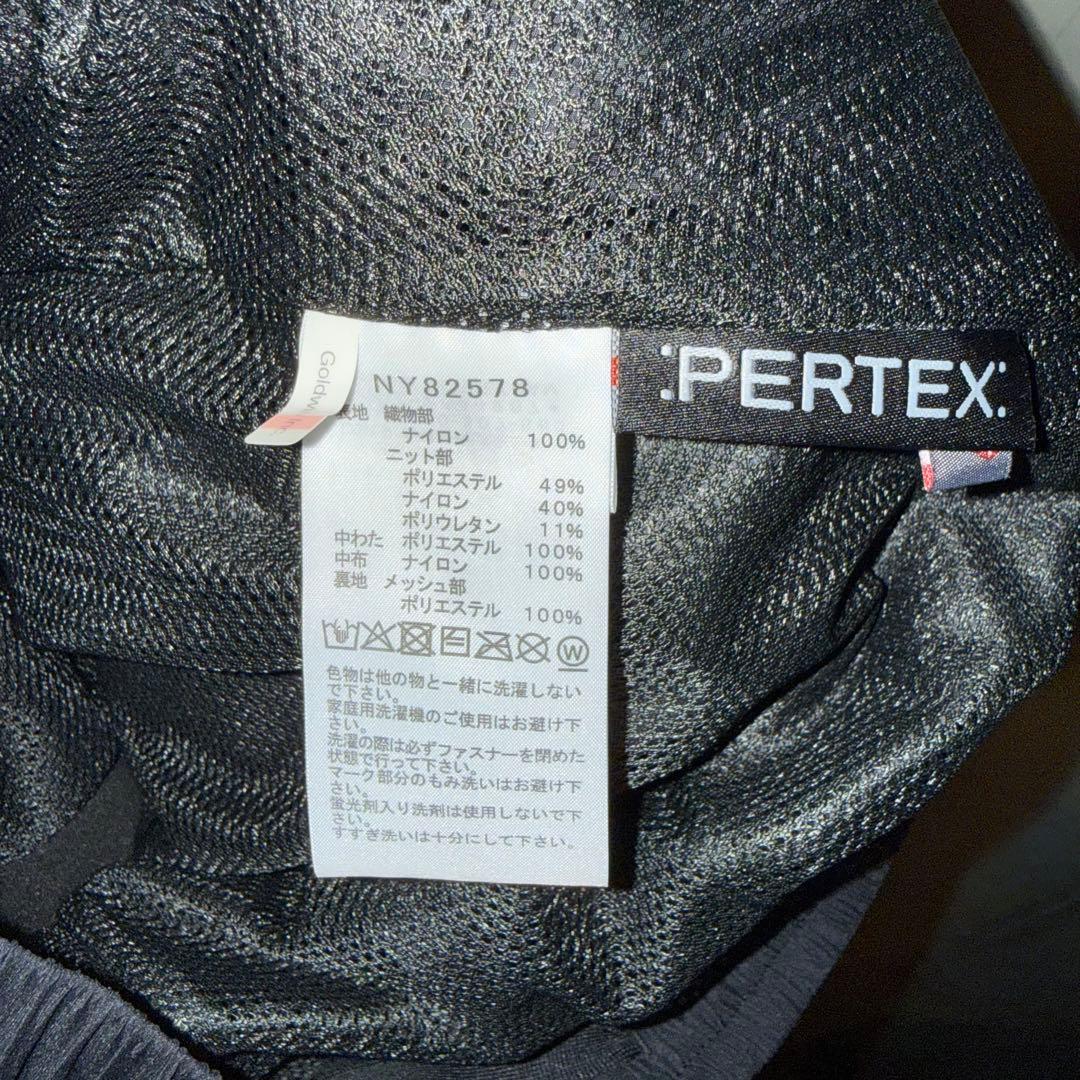 NY82578
:PERTEX:
Goldwi
Inc.
表地 織物部
ナイロン 100%
ニット部
ポリエステル 49%
ナイロン 40%
ポリウレタン 11%
中わた ポリエステル 100%
中布 ナイロン 100%
裏地 メッシュ部
ポリエステル 100%
W
色物は他の物と一緒に洗濯しない
で下さい。
家庭用洗濯機のご使用はお避け下
さい。
洗濯の際は必ずファスナーを閉めた
状態で行って下さい。
マーク部分のもみ洗いはお避け下
さい。
蛍光剤入り洗剤は使用しないで下
さい。
すすぎ洗いは十分にして下さい。